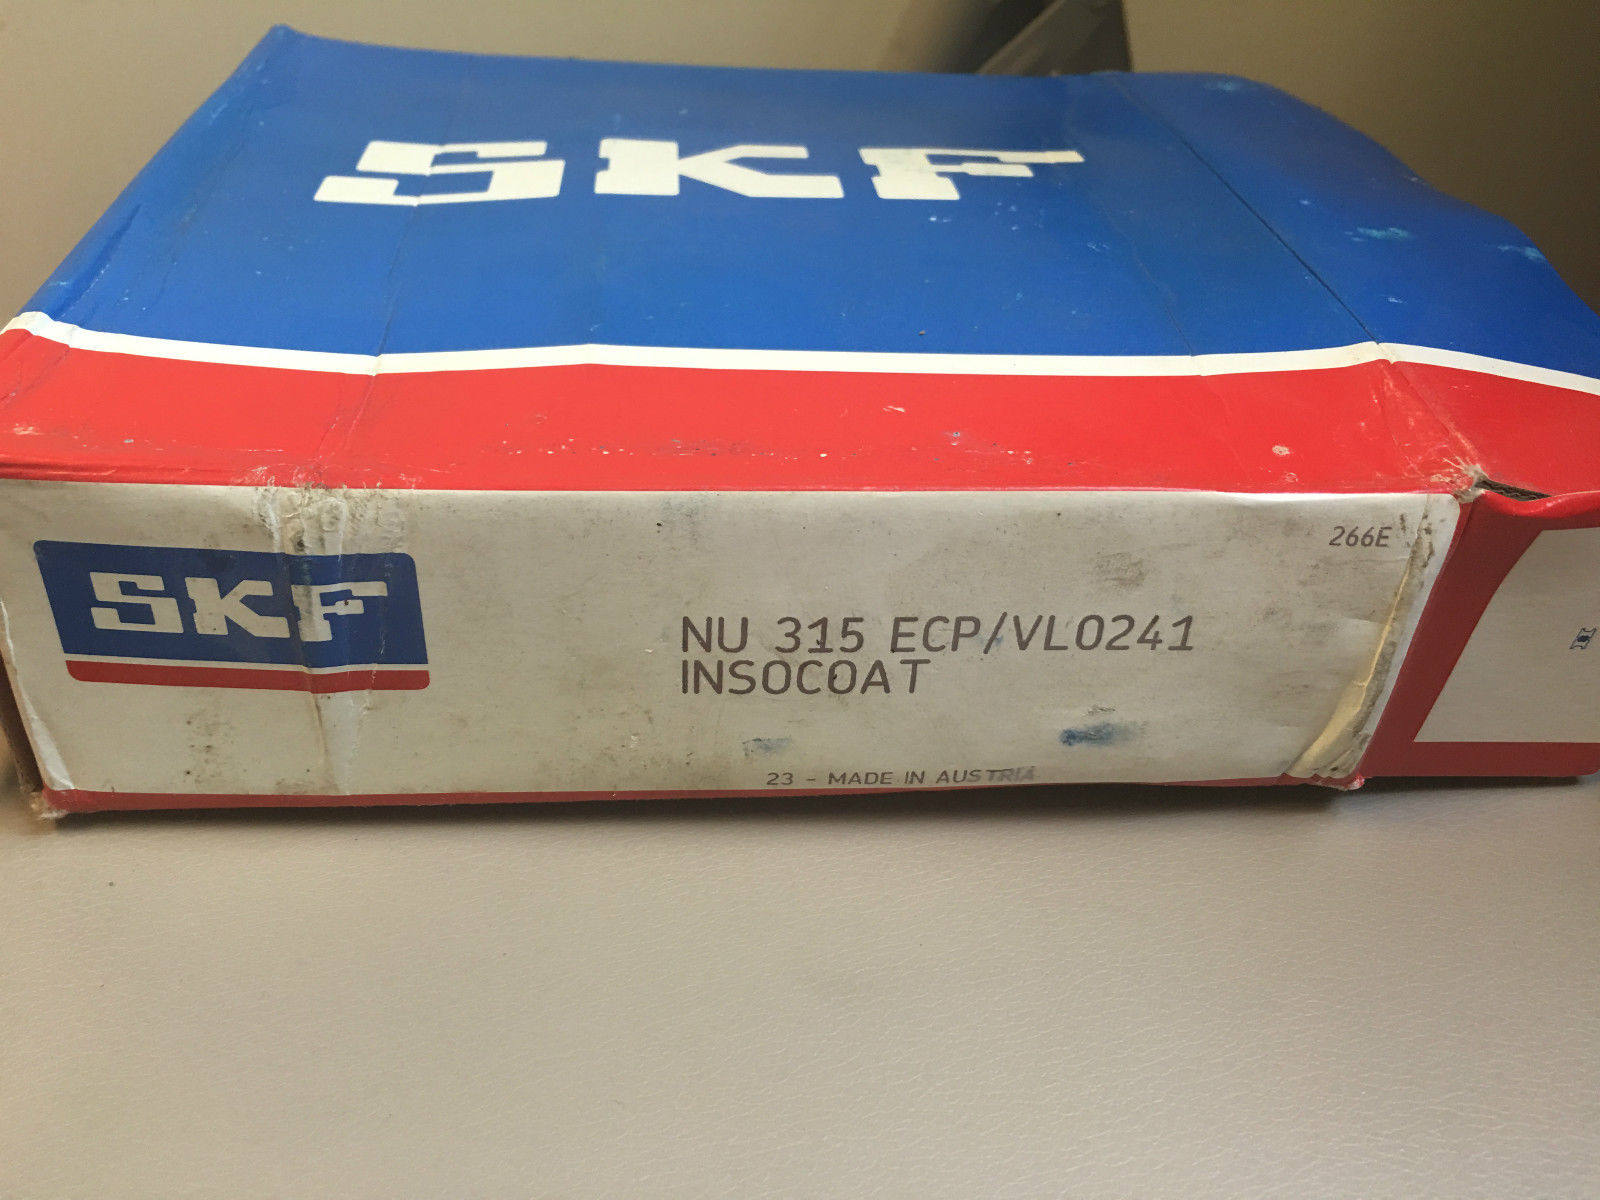 SKF
SKF
266E
NU 315 ECP/VL0241
INSOCOAT
23 - MADE IN AUSTRIA